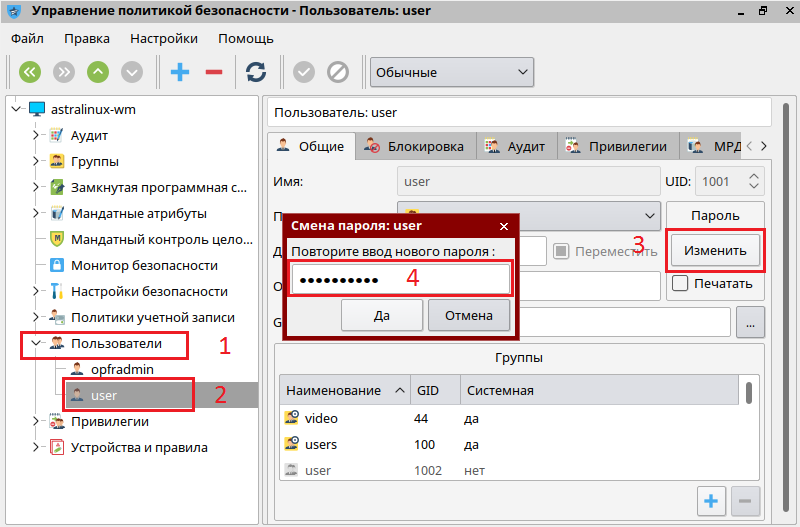 Управление политикой безопасности - Пользователь: user
Файл Правка Настройки Помощь
Обычные
astralinux-wm
Аудит
Группы
Замкнутая программная с...
Мандатные атрибуты
Мандатный контроль цело...
Монитор безопасности
Настройки безопасности
Политики учетной записи
Пользователи
1
opfradmin
user
2
Привилегии
Устройства и правила
Пользователь: user
Общие Блокировка Аудит Привилегии МРД
Имя: user UID: 1001
Пароль
3
Изменить
Переместить
Печатать
Смена пароля: user
Повторите ввод нового пароля :
●●●●●●●●●● 4
Да Отмена
...
Группы
Наименование GID Системная
video 44 да
users 100 да
user 1002 нет